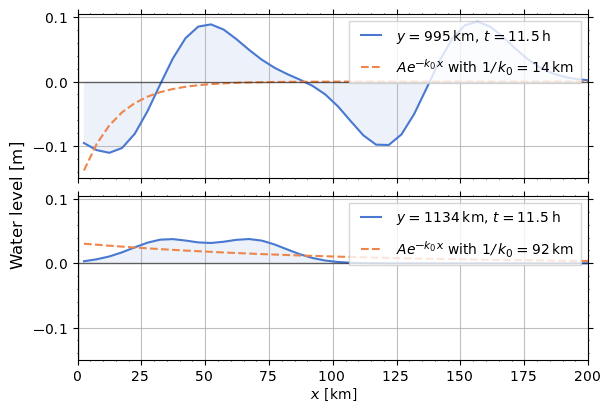 0.1
0.0
−0.1
y = 995 km, t = 11.5 h
Ae^{−k₀x} with 1/k₀ = 14 km
Water level [m]
0.1
0.0
−0.1
y = 1134 km, t = 11.5 h
Ae^{−k₀x} with 1/k₀ = 92 km
0 25 50 75 100 125 150 175 200
x [km]